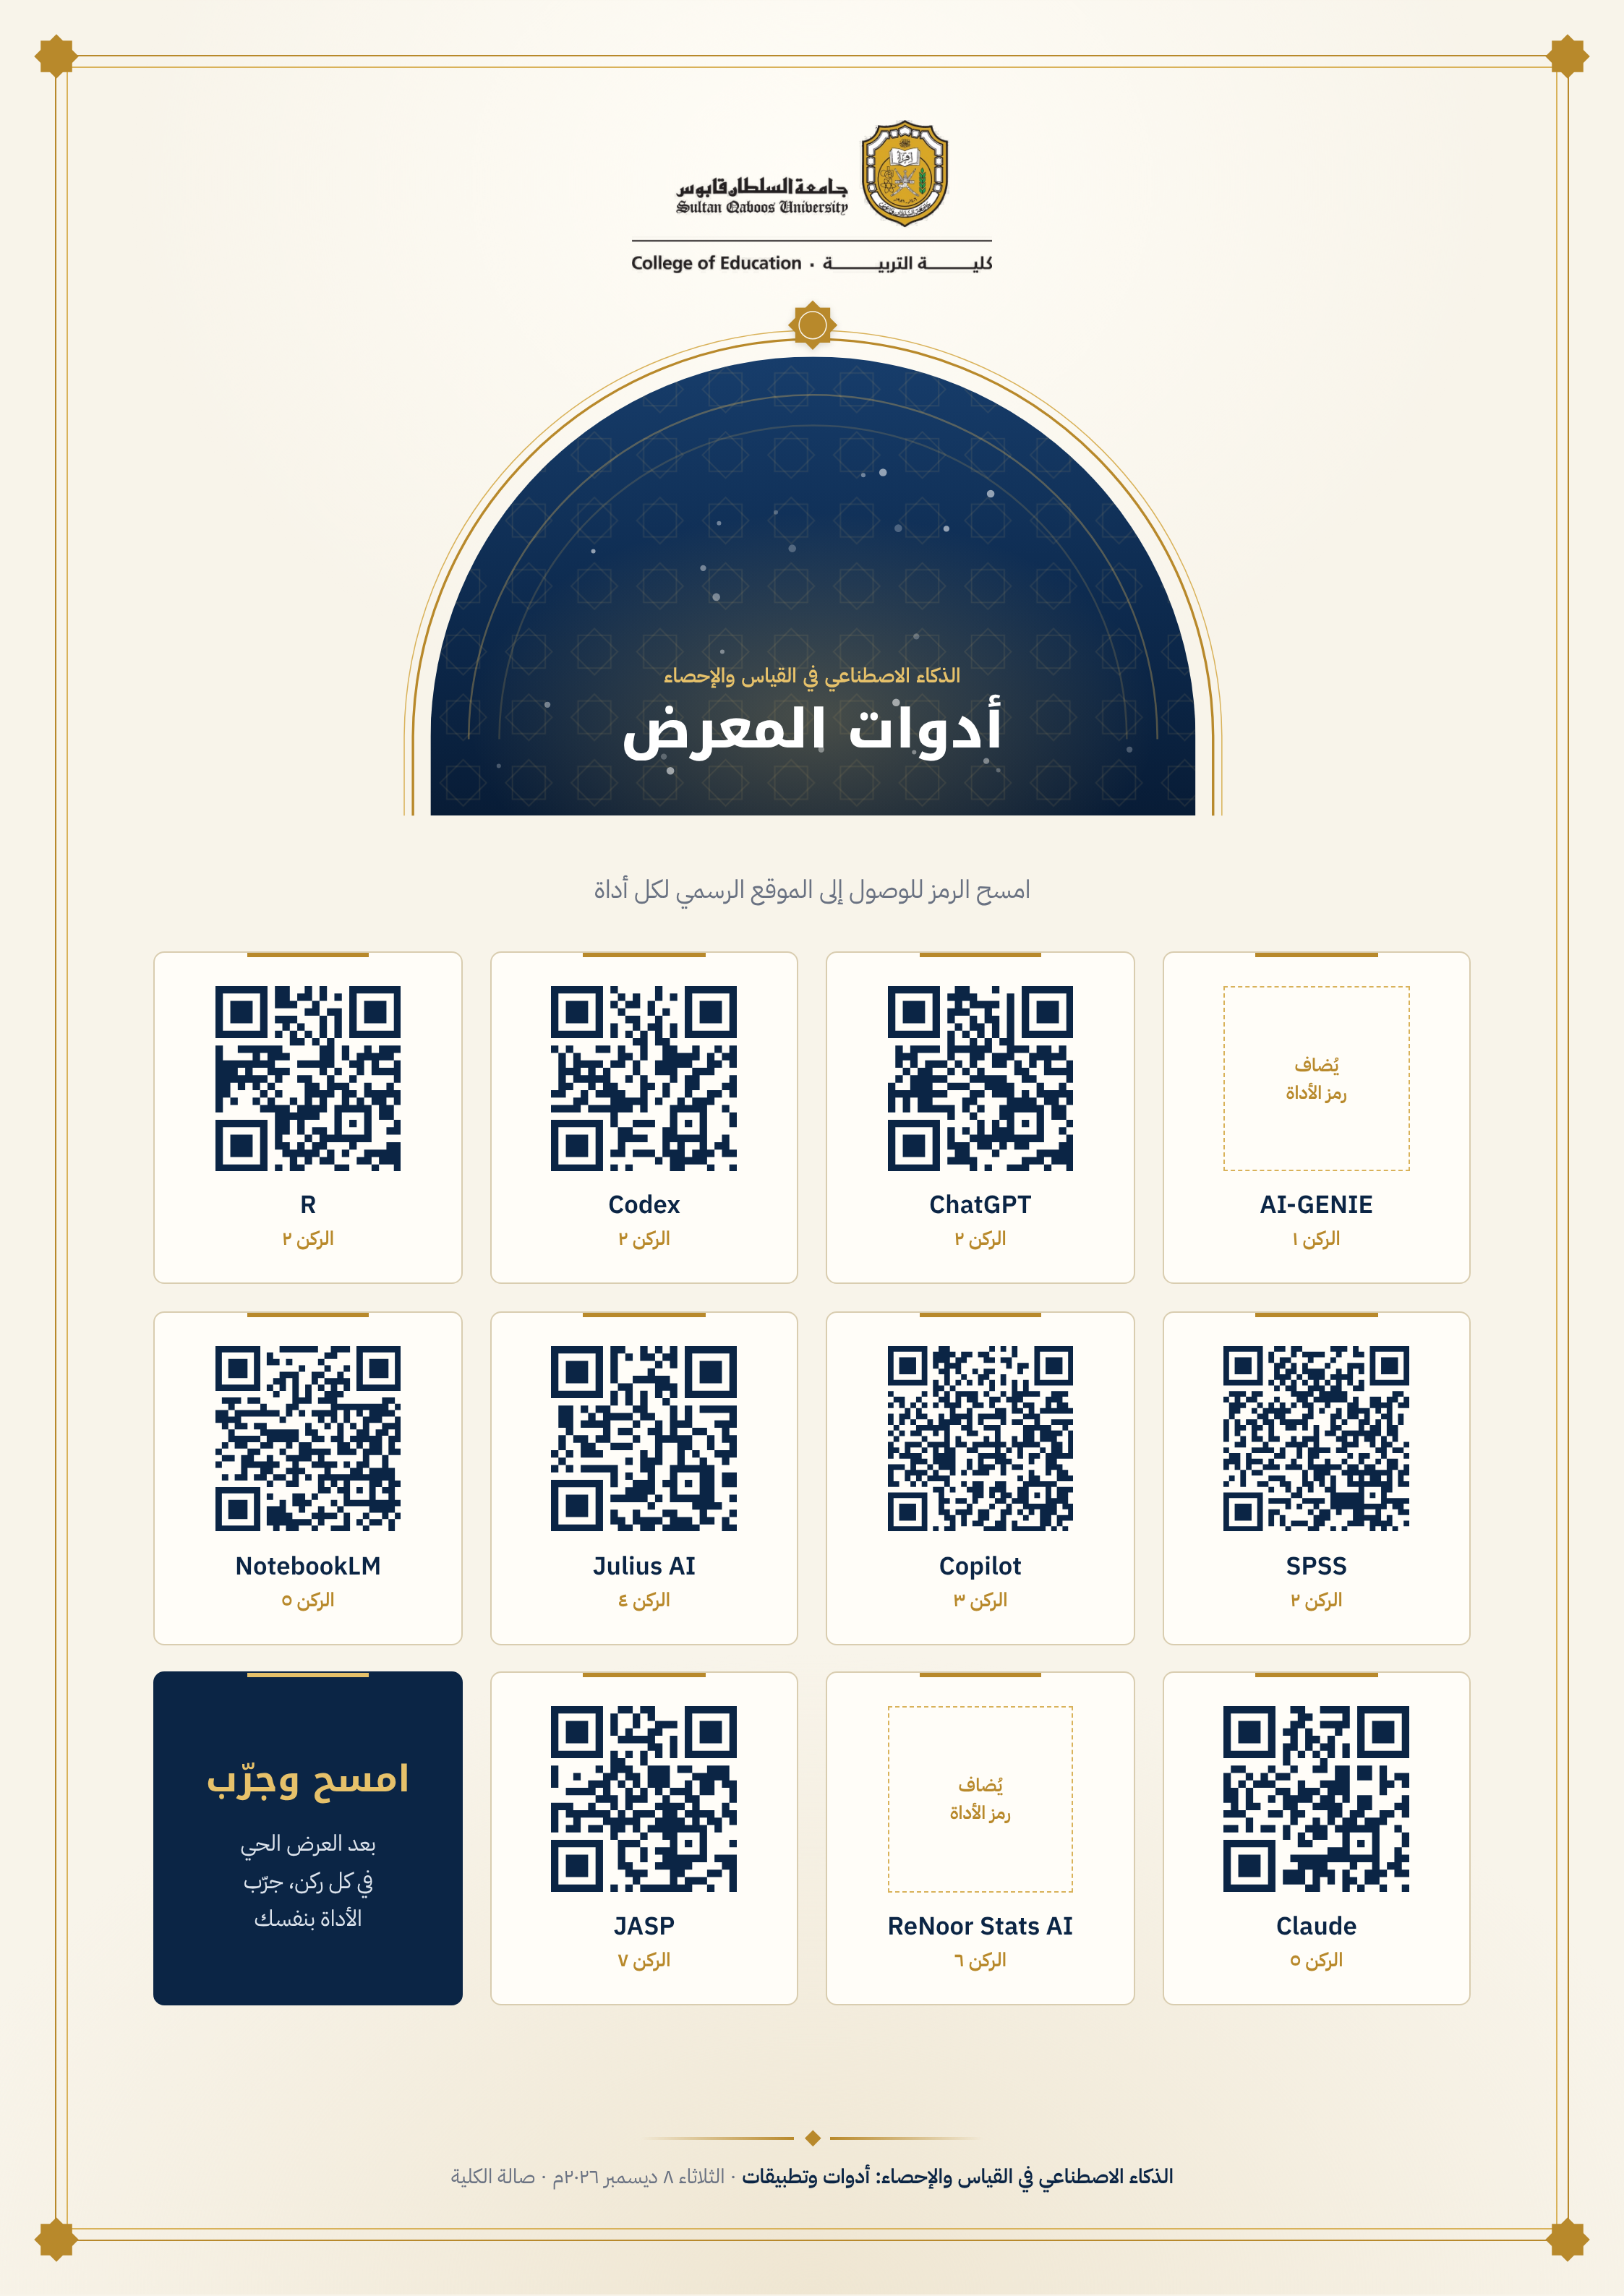 جامعة السلطان قابوس
Sultan Qaboos University
كليـــــــة التربيـــــــة · College of Education
الذكاء الاصطناعي في القياس والإحصاء
أدوات المعرض
امسح الرمز للوصول إلى الموقع الرسمي لكل أداة
يُضاف
رمز الأداة
AI-GENIE
الركن ١
ChatGPT
الركن ٢
Codex
الركن ٢
R
الركن ٢
SPSS
الركن ٢
Copilot
الركن ٣
Julius AI
الركن ٤
NotebookLM
الركن ٥
Claude
الركن ٥
يُضاف
رمز الأداة
ReNoor Stats AI
الركن ٦
JASP
الركن ٧
امسح وجرّب
بعد العرض الحي
في كل ركن، جرّب
الأداة بنفسك
الذكاء الاصطناعي في القياس والإحصاء: أدوات وتطبيقات · الثلاثاء ٨ ديسمبر ٢٠٢٦م · صالة الكلية